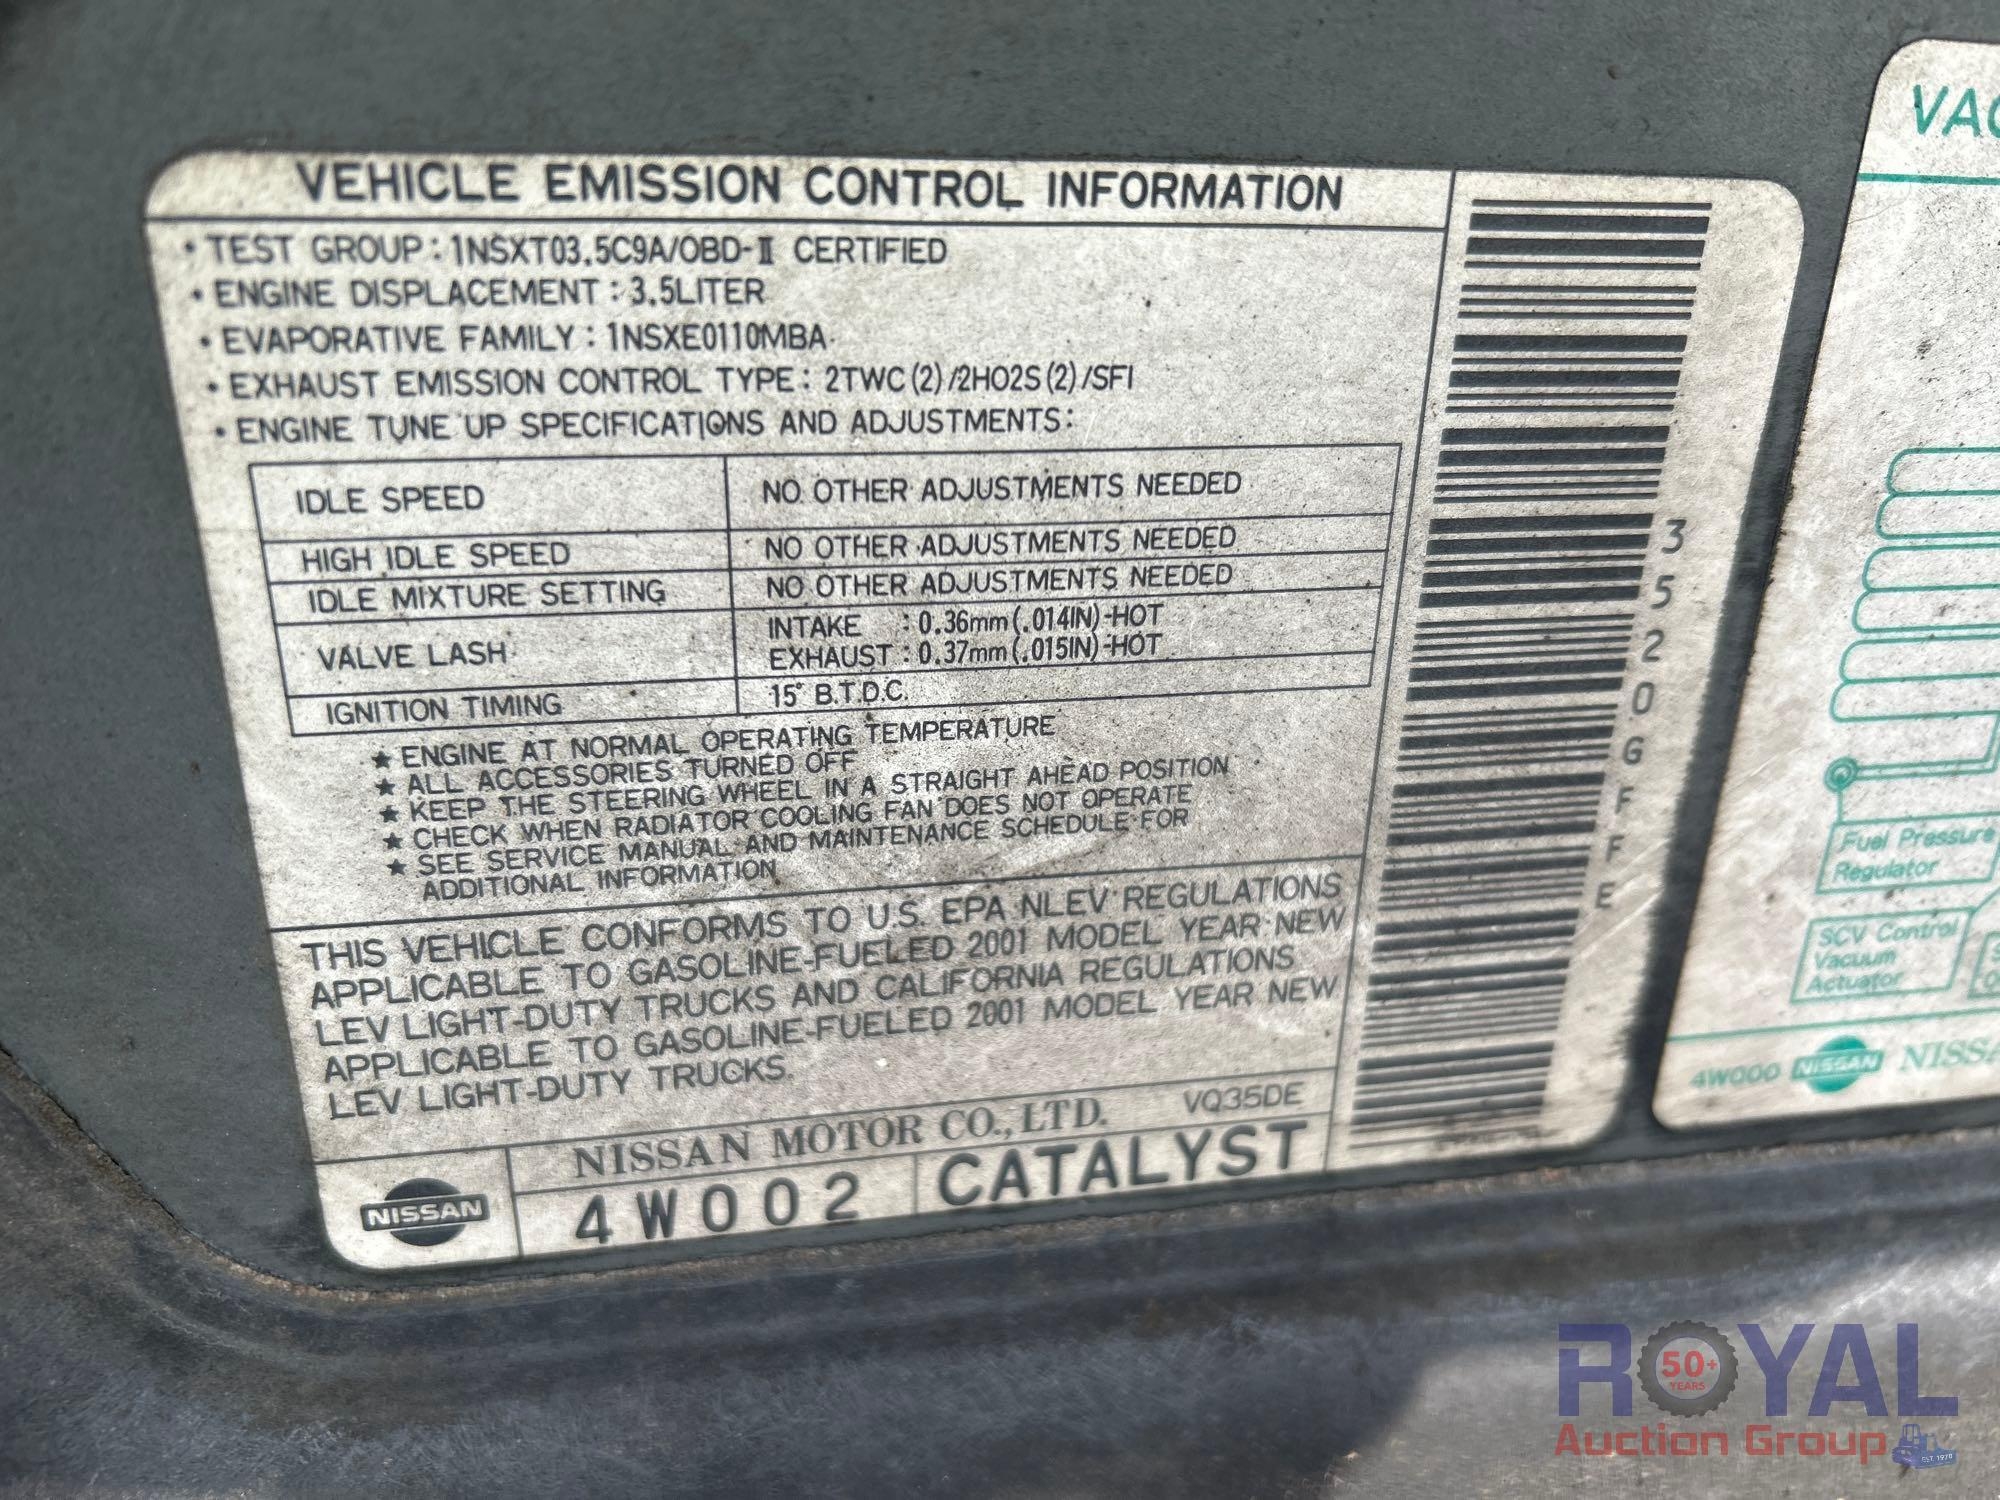 VEHICLE EMISSION CONTROL INFORMATION
• TEST GROUP : 1NSXT03.5C9A/OBD-II CERTIFIED
• ENGINE DISPLACEMENT : 3.5LITER
• EVAPORATIVE FAMILY : 1NSXE0110MBA
• EXHAUST EMISSION CONTROL TYPE : 2TWC(2)/2HO2S(2)/SFI
• ENGINE TUNE UP SPECIFICATIONS AND ADJUSTMENTS:
IDLE SPEED NO OTHER ADJUSTMENTS NEEDED
HIGH IDLE SPEED NO OTHER ADJUSTMENTS NEEDED
IDLE MIXTURE SETTING NO OTHER ADJUSTMENTS NEEDED
VALVE LASH INTAKE : 0.36mm(.014IN)-HOT
EXHAUST : 0.37mm(.015IN)-HOT
IGNITION TIMING 15° B.T.D.C.
★ ENGINE AT NORMAL OPERATING TEMPERATURE
★ ALL ACCESSORIES TURNED OFF
★ KEEP THE STEERING WHEEL IN A STRAIGHT AHEAD POSITION
★ CHECK WHEN RADIATOR COOLING FAN DOES NOT OPERATE
★ SEE SERVICE MANUAL AND MAINTENANCE SCHEDULE FOR
ADDITIONAL INFORMATION
THIS VEHICLE CONFORMS TO U.S. EPA NLEV REGULATIONS
APPLICABLE TO GASOLINE-FUELED 2001 MODEL YEAR NEW
LEV LIGHT-DUTY TRUCKS AND CALIFORNIA REGULATIONS
APPLICABLE TO GASOLINE-FUELED 2001 MODEL YEAR NEW
LEV LIGHT-DUTY TRUCKS.
NISSAN MOTOR CO., LTD. VQ35DE
NISSAN
4W002 CATALYST
35206FFE
VAC
Fuel Pressure
Regulator
SCV Control
Vacuum
Actuator
4W000 NISSAN NISSA
ROYAL
50+
YEARS
Auction Group
EST. 1970